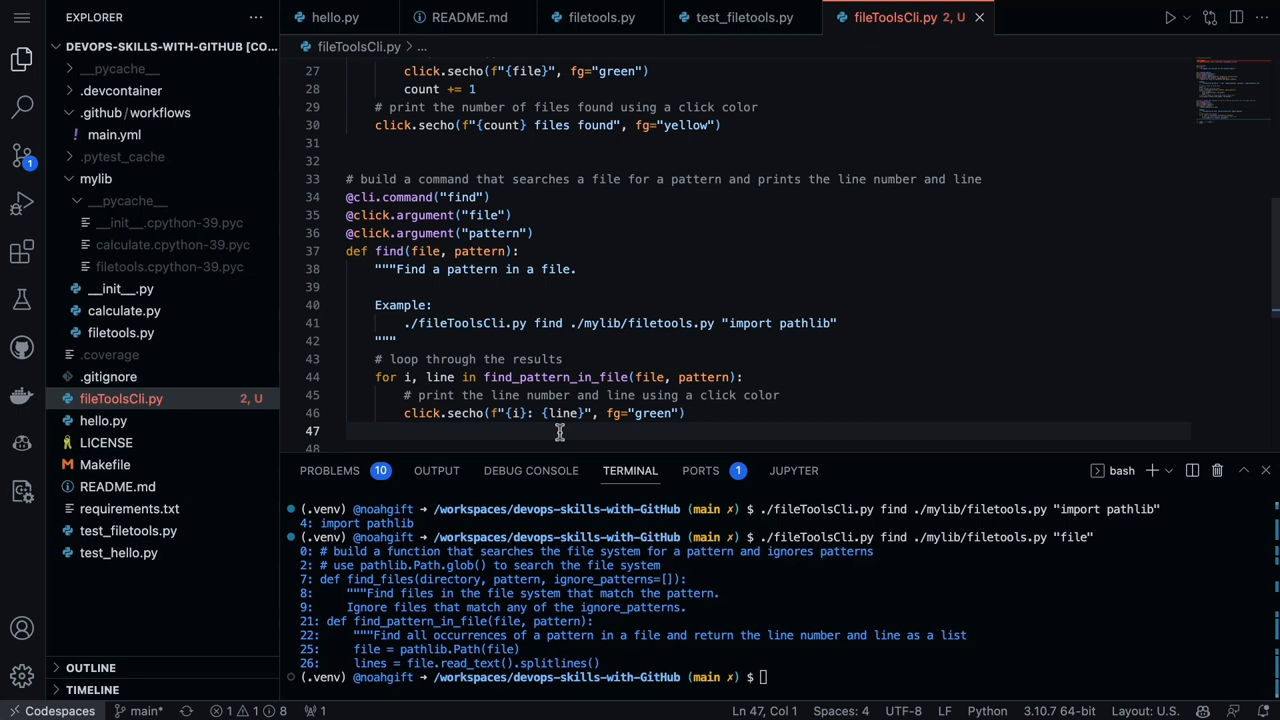 EXPLORER
hello.py
README.md
filetools.py
test_filetools.py
fileToolsCli.py 2, U
DEVOPS-SKILLS-WITH-GITHUB [CO...
fileToolsCli.py > ...
__pycache__
.devcontainer
.github/workflows
main.yml
.pytest_cache
mylib
__pycache__
__init__.cpython-39.pyc
calculate.cpython-39.pyc
filetools.cpython-39.pyc
__init__.py
calculate.py
filetools.py
.coverage
.gitignore
fileToolsCli.py 2, U
hello.py
LICENSE
Makefile
README.md
requirements.txt
test_filetools.py
test_hello.py
OUTLINE
TIMELINE
1
27 click.secho(f"{file}", fg="green")
28 count += 1
29 # print the number of files found using a click color
30 click.secho(f"{count} files found", fg="yellow")
31
32
33 # build a command that searches a file for a pattern and prints the line number and line
34 @cli.command("find")
35 @click.argument("file")
36 @click.argument("pattern")
37 def find(file, pattern):
38 """Find a pattern in a file.
39
40 Example:
41 ./fileToolsCli.py find ./mylib/filetools.py "import pathlib"
42 """
43 # loop through the results
44 for i, line in find_pattern_in_file(file, pattern):
45 # print the line number and line using a click color
46 click.secho(f"{i}: {line}", fg="green")
47
48
PROBLEMS 10 OUTPUT DEBUG CONSOLE TERMINAL PORTS 1 JUPYTER
bash
(.venv) @noahgift ➜ /workspaces/devops-skills-with-GitHub (main ✗) $ ./fileToolsCli.py find ./mylib/filetools.py "import pathlib"
4: import pathlib
(.venv) @noahgift ➜ /workspaces/devops-skills-with-GitHub (main ✗) $ ./fileToolsCli.py find ./mylib/filetools.py "file"
0: # build a function that searches the file system for a pattern and ignores patterns
2: # use pathlib.Path.glob() to search the file system
7: def find_files(directory, pattern, ignore_patterns=[]):
8: """Find files in the file system that match the pattern.
9: Ignore files that match any of the ignore_patterns.
21: def find_pattern_in_file(file, pattern):
22: """Find all occurrences of a pattern in a file and return the line number and line as a list
25: file = pathlib.Path(file)
26: lines = file.read_text().splitlines()
(.venv) @noahgift ➜ /workspaces/devops-skills-with-GitHub (main ✗) $
Codespaces main* 1 1 8 1 Ln 47, Col 1 Spaces: 4 UTF-8 LF Python 3.10.7 64-bit Layout: U.S.